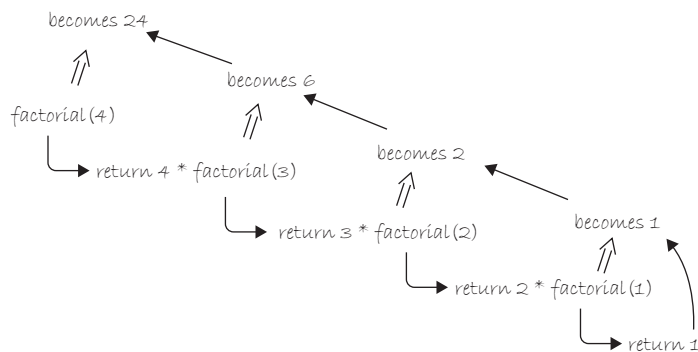 becomes 24
becomes 6
factorial(4)
becomes 2
return 4 * factorial(3)
becomes 1
return 3 * factorial(2)
return 2 * factorial(1)
return 1